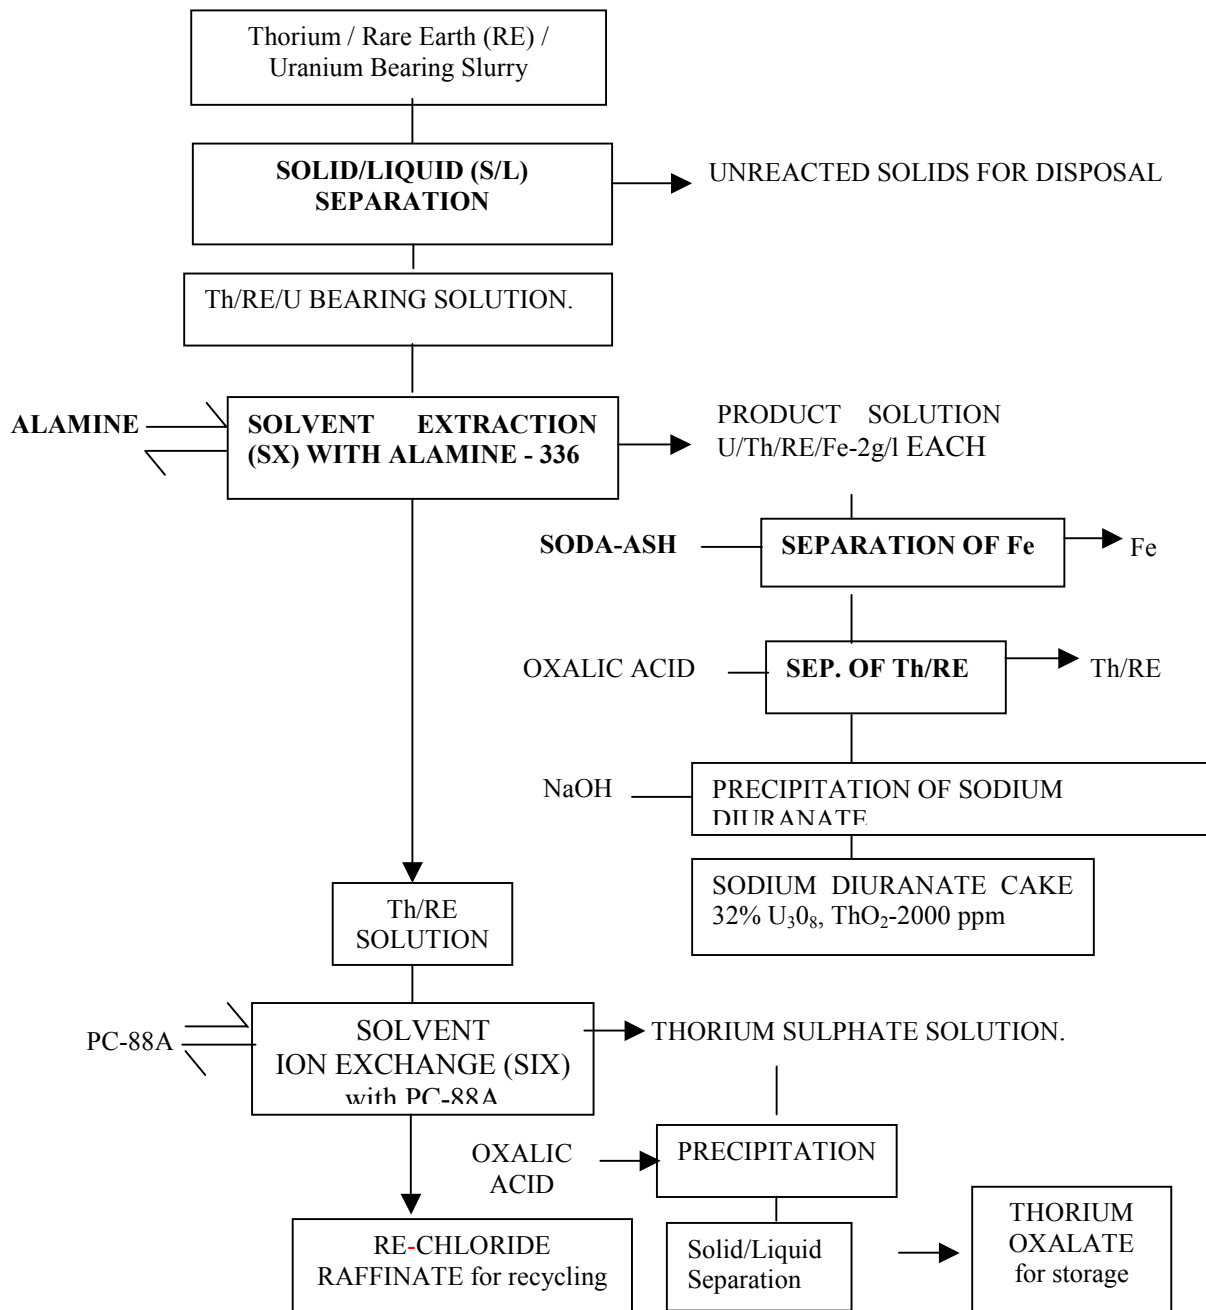 Thorium / Rare Earth (RE) /
Uranium Bearing Slurry
SOLID/LIQUID (S/L)
SEPARATION
UNREACTED SOLIDS FOR DISPOSAL
Th/RE/U BEARING SOLUTION.
ALAMINE
SOLVENT EXTRACTION
(SX) WITH ALAMINE - 336
PRODUCT SOLUTION
U/Th/RE/Fe-2g/l EACH
SODA-ASH
SEPARATION OF Fe
Fe
OXALIC ACID
SEP. OF Th/RE
Th/RE
NaOH
PRECIPITATION OF SODIUM
DIURANATE
SODIUM DIURANATE CAKE
32% U₃0₈, ThO₂-2000 ppm
Th/RE
SOLUTION
PC-88A
SOLVENT
ION EXCHANGE (SIX)
with PC-88A
THORIUM SULPHATE SOLUTION.
OXALIC
ACID
PRECIPITATION
RE-CHLORIDE
RAFFINATE for recycling
Solid/Liquid
Separation
THORIUM
OXALATE
for storage